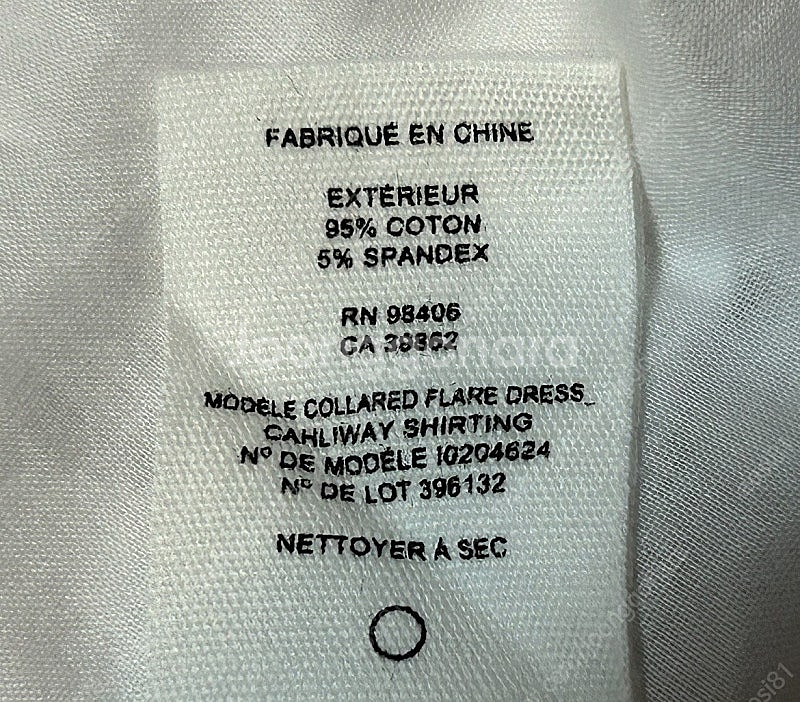 FABRIQUÉ EN CHINE
EXTÉRIEUR
95% COTON
5% SPANDEX
RN 98406
CA 38862
MODÈLE COLLARED FLARE DRESS_
CAHLIWAY SHIRTING
Nº DE MODÈLE I0204624
Nº DE LOT 396132
NETTOYER À SEC